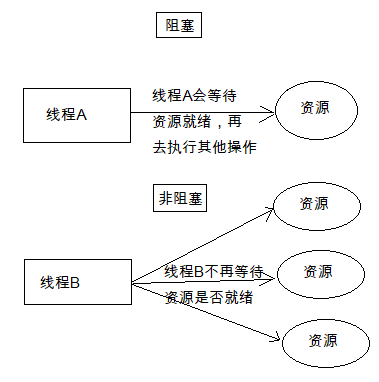 阻塞
线程A
线程A会等待
资源就绪，再
去执行其他操作
资源
非阻塞
资源
线程B
线程B不再等待
资源是否就绪
资源
资源